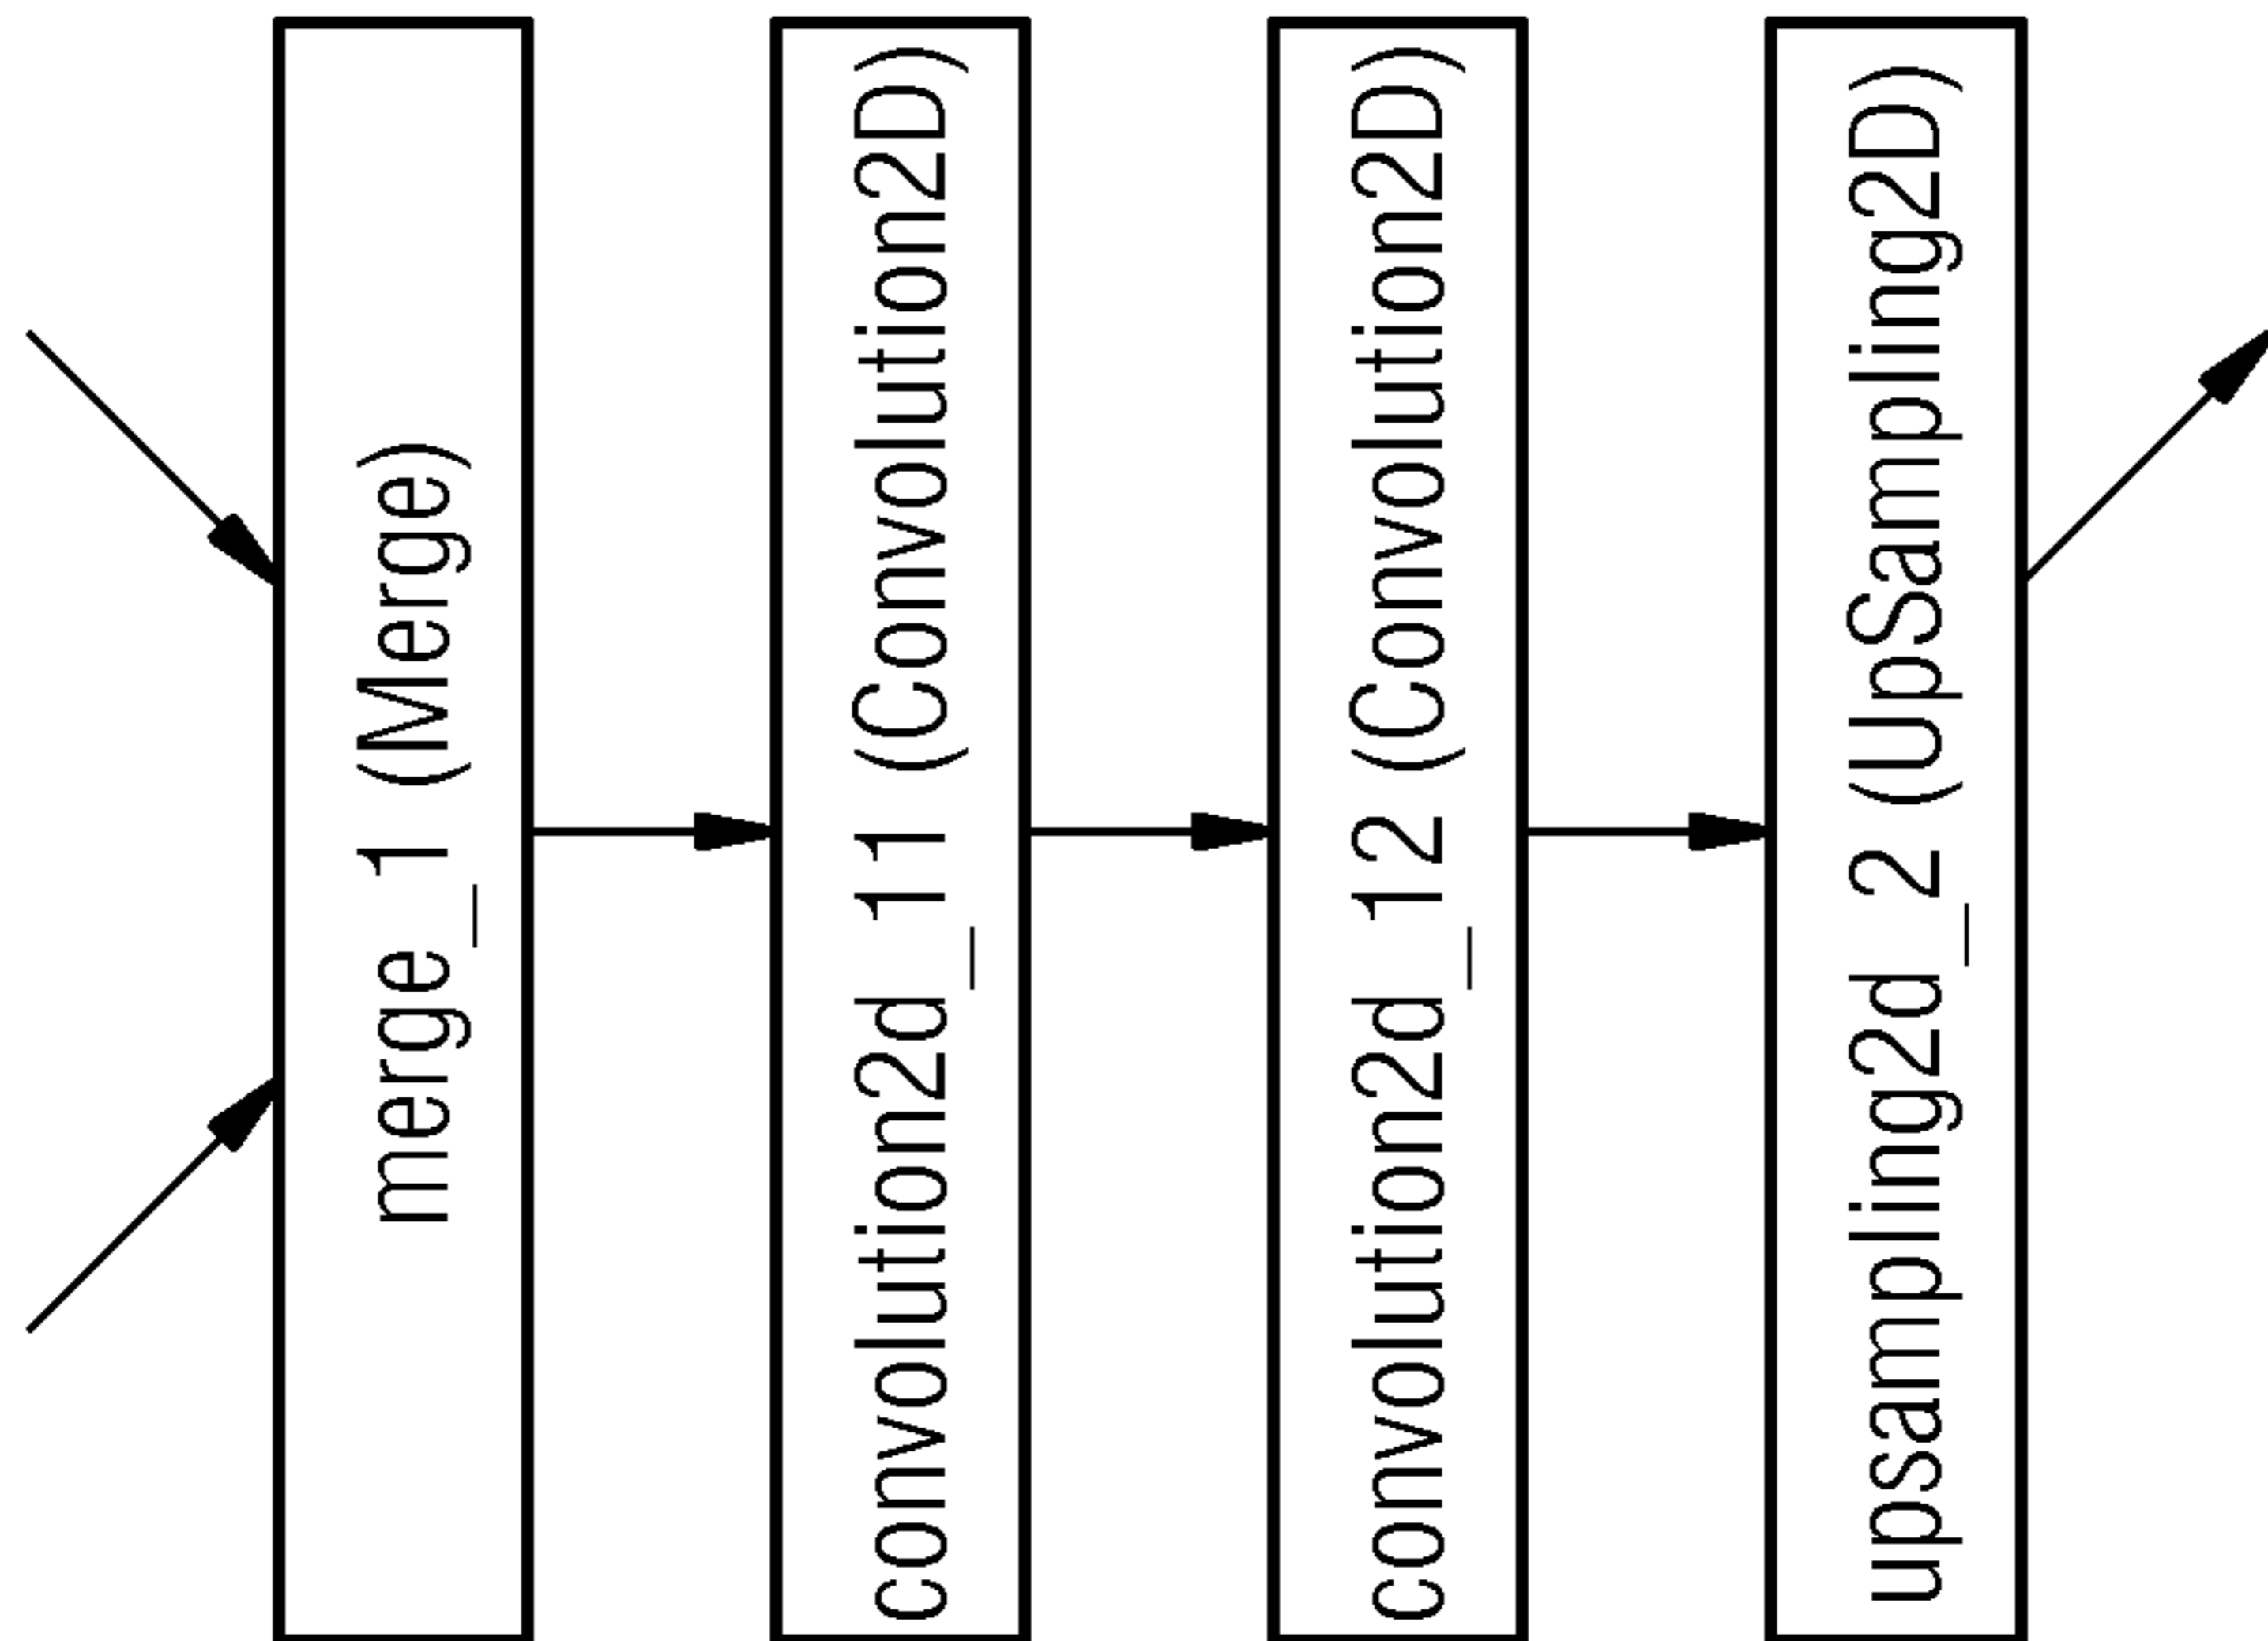 merge_1 (Merge)
convolution2d_11 (Convolution2D)
convolution2d_12 (Convolution2D)
upsampling2d_2 (UpSampling2D)